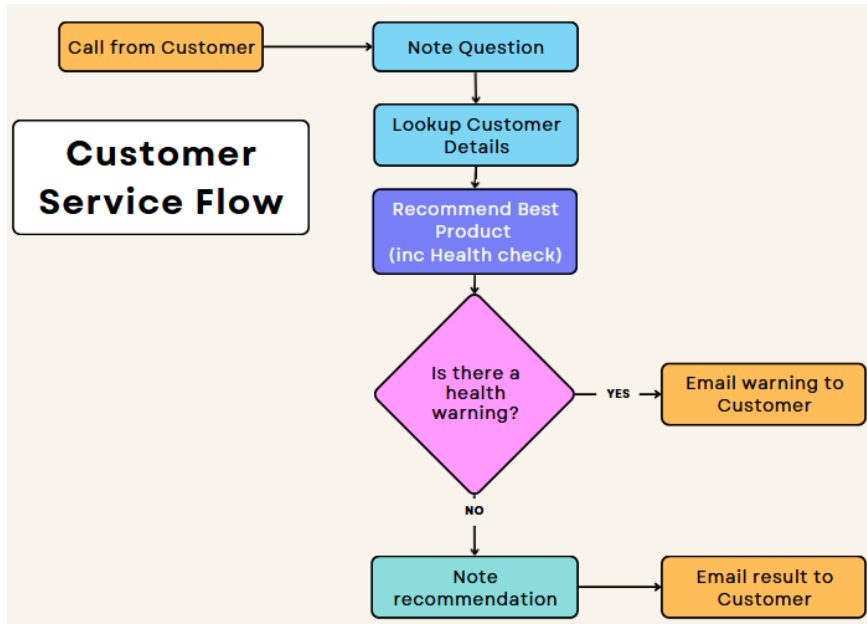 Call from Customer
Note Question
Customer
Service Flow
Lookup Customer
Details
Recommend Best
Product
(inc Health check)
Is there a
health
warning?
YES
Email warning to
Customer
NO
Note
recommendation
Email result to
Customer